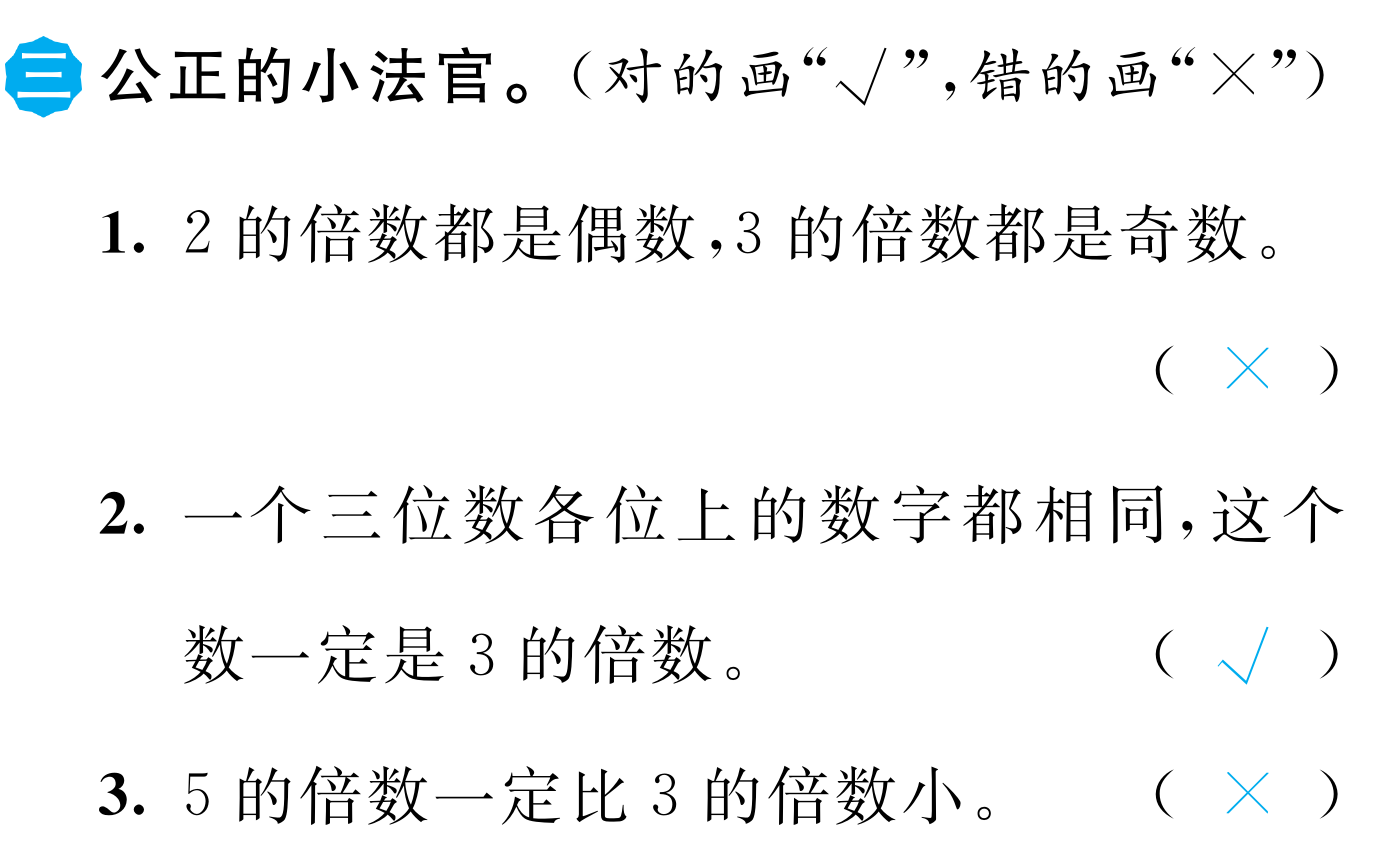 三 公正的小法官。(对的画“√”,错的画“×”)
1. 2 的倍数都是偶数,3 的倍数都是奇数。
( × )
2. 一个三位数各位上的数字都相同,这个
数一定是 3 的倍数。 ( √ )
3. 5 的倍数一定比 3 的倍数小。 ( × )